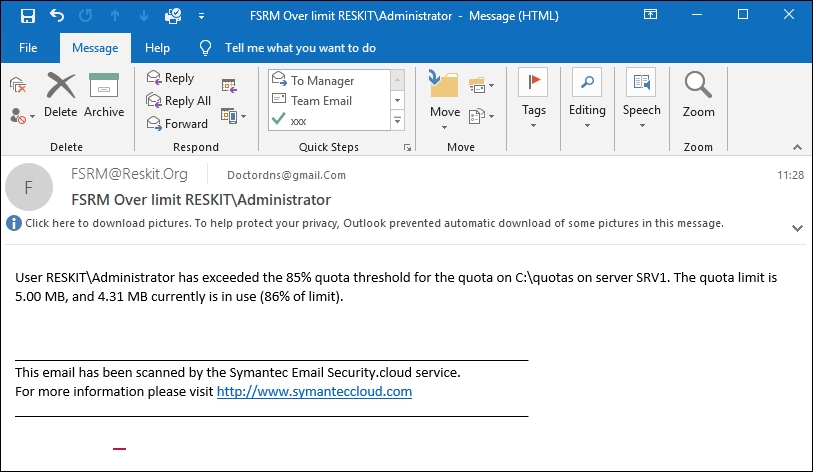 FSRM Over limit RESKIT\Administrator - Message (HTML)
File Message Help Tell me what you want to do
Delete Archive
Reply
Reply All
Forward
To Manager
Team Email
xxx
Move
Tags
Editing
Speech
Zoom
Delete Respond Quick Steps Move Zoom
F
FSRM@Reskit.Org Doctordns@gmail.Com 11:28
FSRM Over limit RESKIT\Administrator
Click here to download pictures. To help protect your privacy, Outlook prevented automatic download of some pictures in this message.
User RESKIT\Administrator has exceeded the 85% quota threshold for the quota on C:\quotas on server SRV1. The quota limit is
5.00 MB, and 4.31 MB currently is in use (86% of limit).
This email has been scanned by the Symantec Email Security.cloud service.
For more information please visit http://www.symanteccloud.com